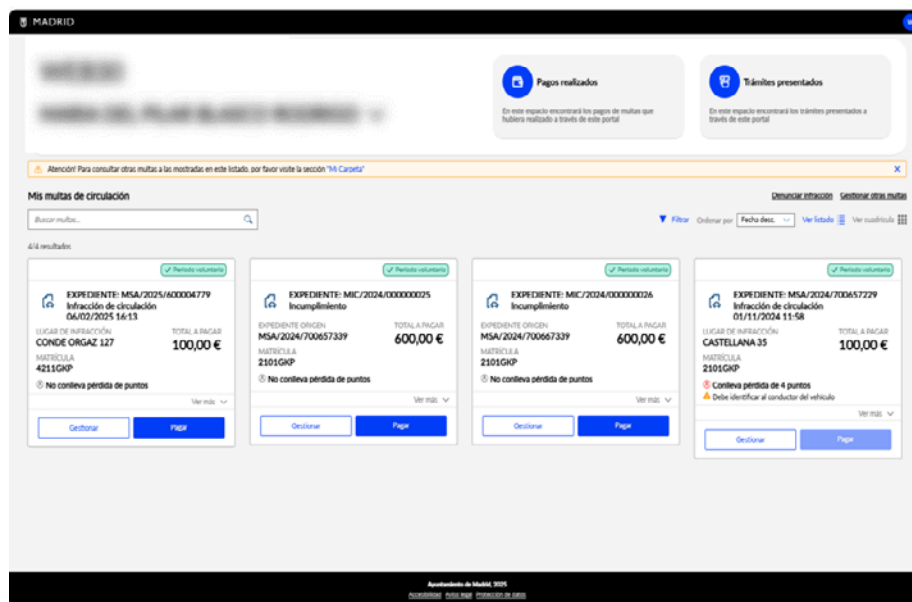 MADRID
Pagos realizados
En este espacio encontrará los pagos de multas que
hubiera realizado a través de este portal
Trámites presentados
En este espacio encontrará los trámites presentados a
través de este portal
Atención! Para consultar otras multas a las mostradas en este listado, por favor visite la sección "Mi Carpeta"
Mis multas de circulación
Denunciar infracción Gestionar otras multas
Buscar multas...
Filtrar Ordenar por Fecha desc. Ver listado Ver cuadrícula
4/4 resultados
Periodo voluntario
EXPEDIENTE: MSA/2025/600004779
Infracción de circulación
06/02/2025 16:13
LUGAR DE INFRACCIÓN TOTAL A PAGAR
CONDE ORGAZ 127 100,00 €
MATRÍCULA
4211GKP
No conlleva pérdida de puntos
Ver más
Gestionar Pagar
Periodo voluntario
EXPEDIENTE: MIC/2024/000000025
Incumplimiento
EXPEDIENTE ORIGEN TOTAL A PAGAR
MSA/2024/700657339 600,00 €
MATRÍCULA
2101GKP
No conlleva pérdida de puntos
Ver más
Gestionar Pagar
Periodo voluntario
EXPEDIENTE: MIC/2024/000000026
Incumplimiento
EXPEDIENTE ORIGEN TOTAL A PAGAR
MSA/2024/700667339 600,00 €
MATRÍCULA
2101GKP
No conlleva pérdida de puntos
Ver más
Gestionar Pagar
Periodo voluntario
EXPEDIENTE: MSA/2024/700657229
Infracción de circulación
01/11/2024 11:58
LUGAR DE INFRACCIÓN TOTAL A PAGAR
CASTELLANA 35 100,00 €
MATRÍCULA
2101GKP
Conlleva pérdida de 4 puntos
Debe identificar al conductor del vehículo
Ver más
Gestionar Pagar
Ayuntamiento de Madrid, 2025
Accesibilidad Aviso legal Protección de datos